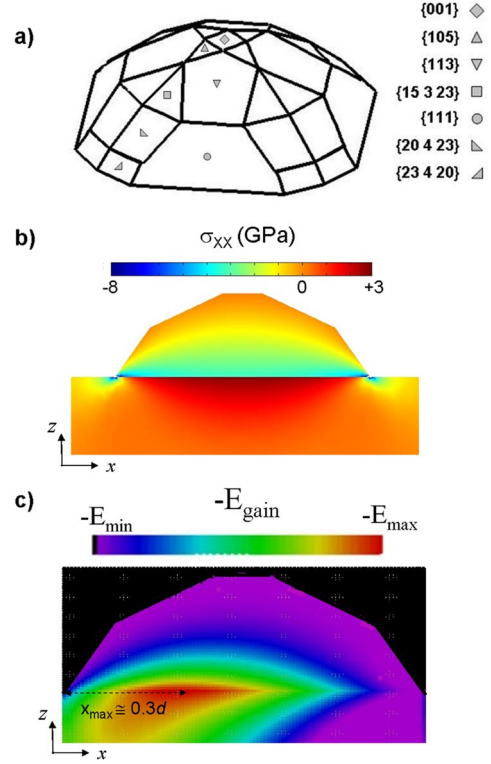 a)
{001}
{105}
{113}
{15 3 23}
{111}
{20 4 23}
{23 4 20}
b)
σXX (GPa)
-8 0 +3
z
x
c)
-Egain
-Emin -Emax
xmax ≅ 0.3d
z
x